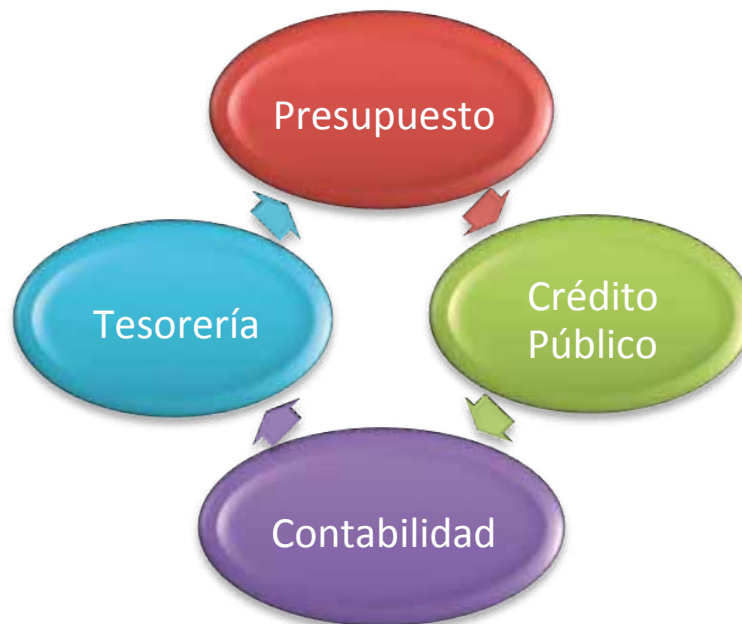 Presupuesto
Tesorería
Crédito
Público
Contabilidad